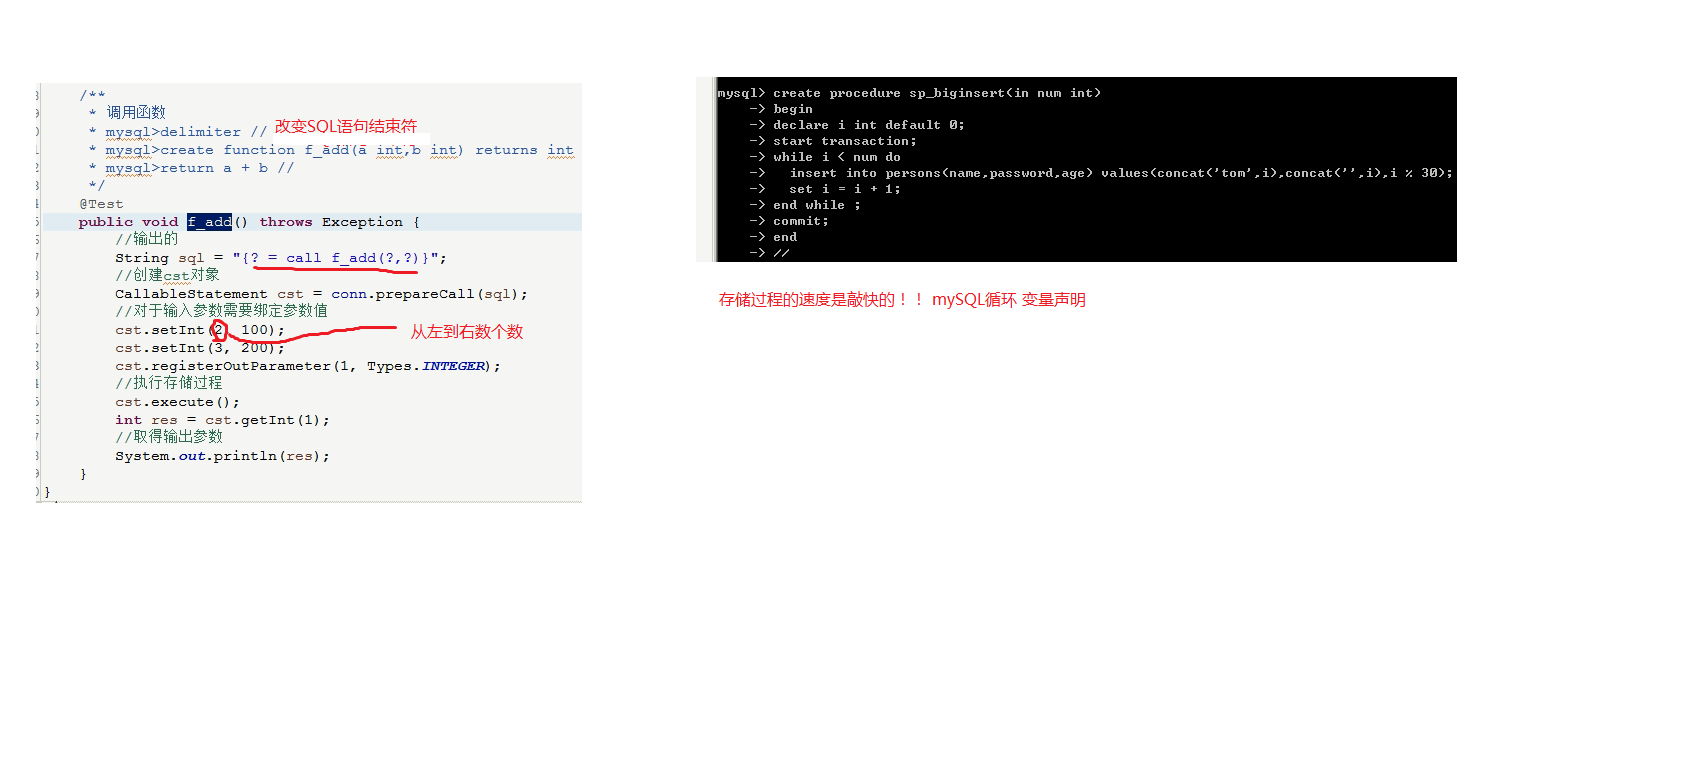 /**
* 调用函数
* mysql>delimiter // 改变SQL语句结束符
* mysql>create function f_add(a int,b int) returns int
* mysql>return a + b //
*/
@Test
public void f_add() throws Exception {
//输出的
String sql = "{? = call f_add(?,?)}";
//创建cst对象
CallableStatement cst = conn.prepareCall(sql);
//对于输入参数需要绑定参数值
cst.setInt(2, 100); 从左到右数个数
cst.setInt(3, 200);
cst.registerOutParameter(1, Types.INTEGER);
//执行存储过程
cst.execute();
int res = cst.getInt(1);
//取得输出参数
System.out.println(res);
}
}
mysql> create procedure sp_biginsert(in num int)
-> begin
-> declare i int default 0;
-> start transaction;
-> while i < num do
-> insert into persons(name,password,age) values(concat('tom',i),concat('',i),i % 30);
-> set i = i + 1;
-> end while ;
-> commit;
-> end
-> //
存储过程的速度是敲快的！！ mySQL循环 变量声明